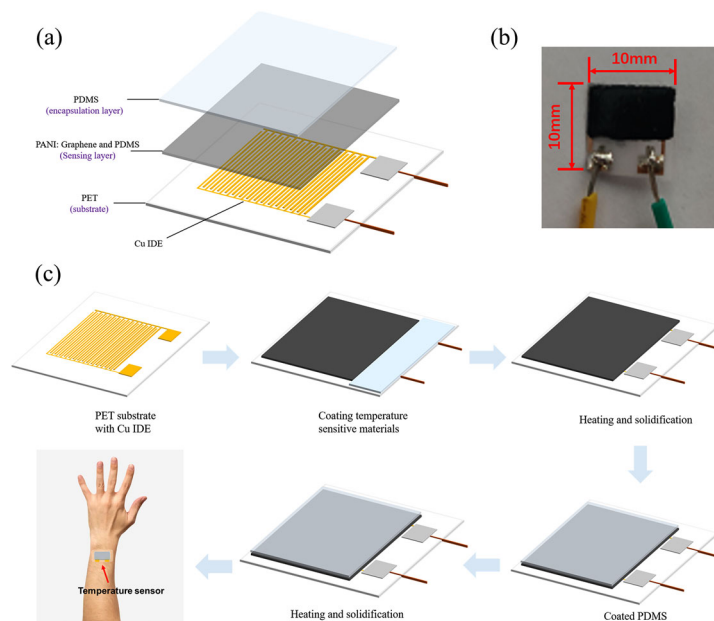 (a)
PDMS
(encapsulation layer)
PANI: Graphene and PDMS
(Sensing layer)
PET
(substrate)
Cu IDE
(b)
10mm
10mm
(c)
PET substrate
with Cu IDE
Coating temperature
sensitive materials
Heating and solidification
Temperature sensor
Heating and solidification
Coated PDMS